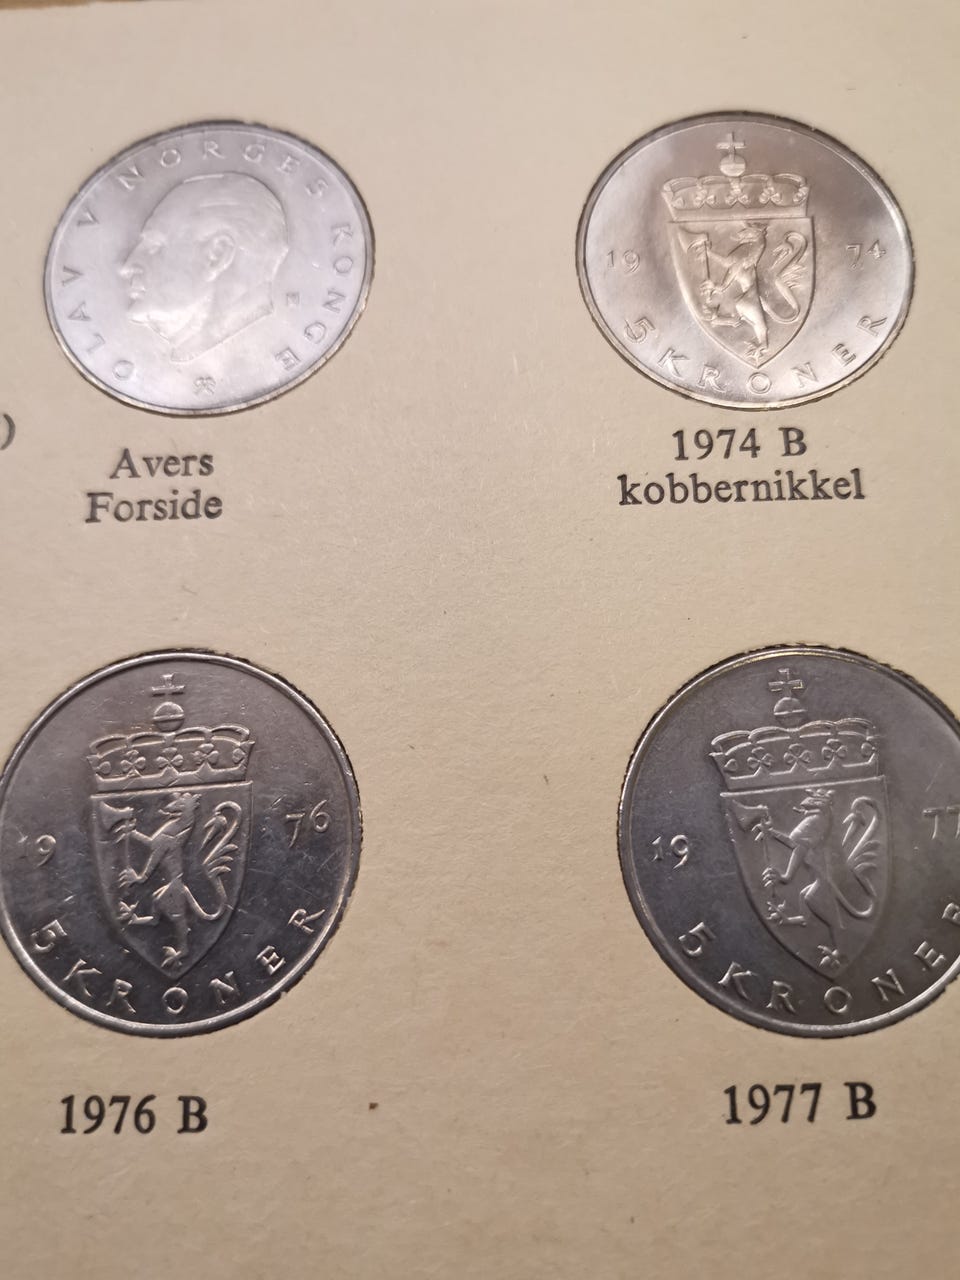 OLAV V NORGES KONGE
19 74
5 KRONER
)
Avers
Forside
1974 B
kobbernikkel
19 76
5 KRONER
19 77
5 KRONER
1976 B
1977 B